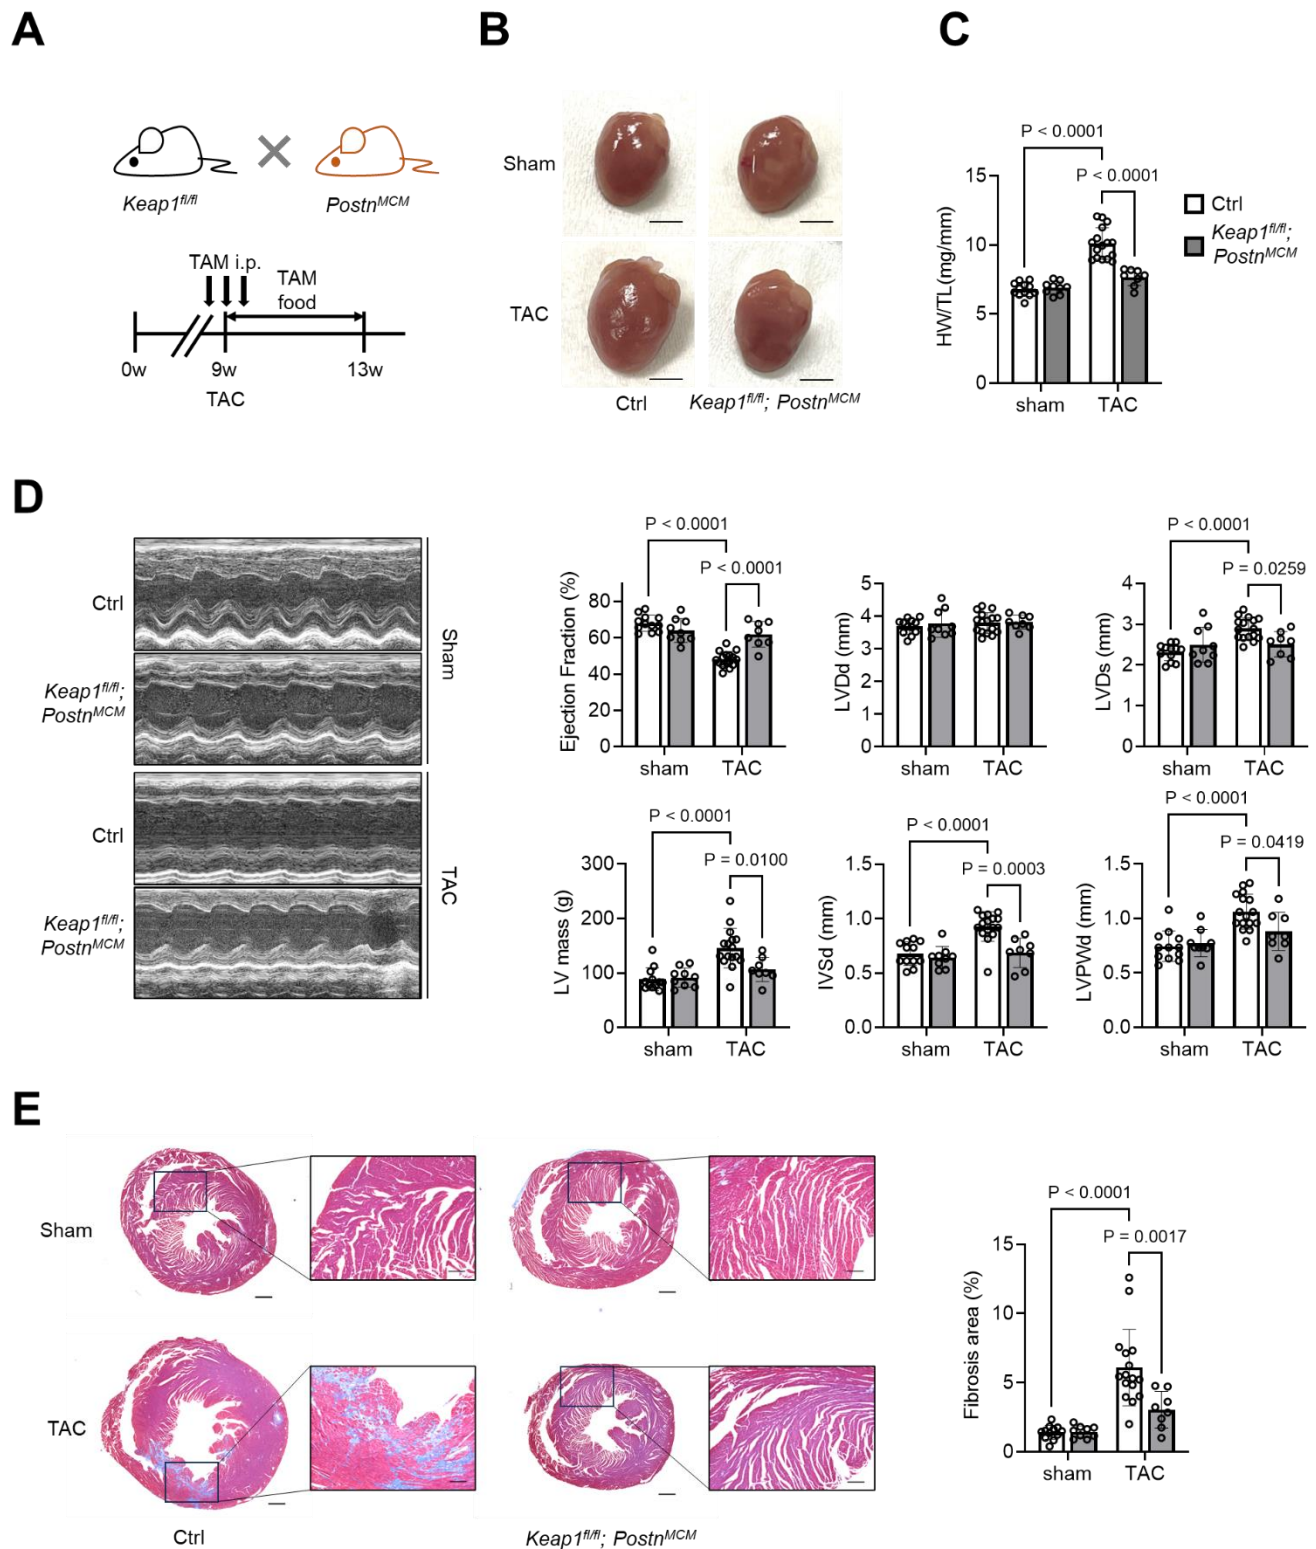 A
Keap1fl/fl
PostnMCM
TAM i.p.
TAM
food
0w
9w
13w
TAC
B
Sham
TAC
Ctrl
Keap1fl/fl; PostnMCM
C
P < 0.0001
P < 0.0001
HW/TL(mg/mm)
15
10
5
0
sham
TAC
Ctrl
Keap1fl/fl;
PostnMCM
D
Ctrl
Keap1fl/fl;
PostnMCM
Sham
Ctrl
Keap1fl/fl;
PostnMCM
TAC
P < 0.0001
P < 0.0001
Ejection Fraction (%)
80
60
40
20
0
sham
TAC
LVDd (mm)
5
4
3
2
1
0
sham
TAC
P < 0.0001
P = 0.0259
LVDs (mm)
4
3
2
1
0
sham
TAC
P < 0.0001
P = 0.0100
LV mass (g)
300
200
100
0
sham
TAC
P < 0.0001
P = 0.0003
IVSd (mm)
1.5
1.0
0.5
0.0
sham
TAC
P < 0.0001
P = 0.0419
LVPWd (mm)
1.5
1.0
0.5
0.0
sham
TAC
E
Sham
TAC
Ctrl
Keap1fl/fl; PostnMCM
P < 0.0001
P = 0.0017
Fibrosis area (%)
15
10
5
0
sham
TAC